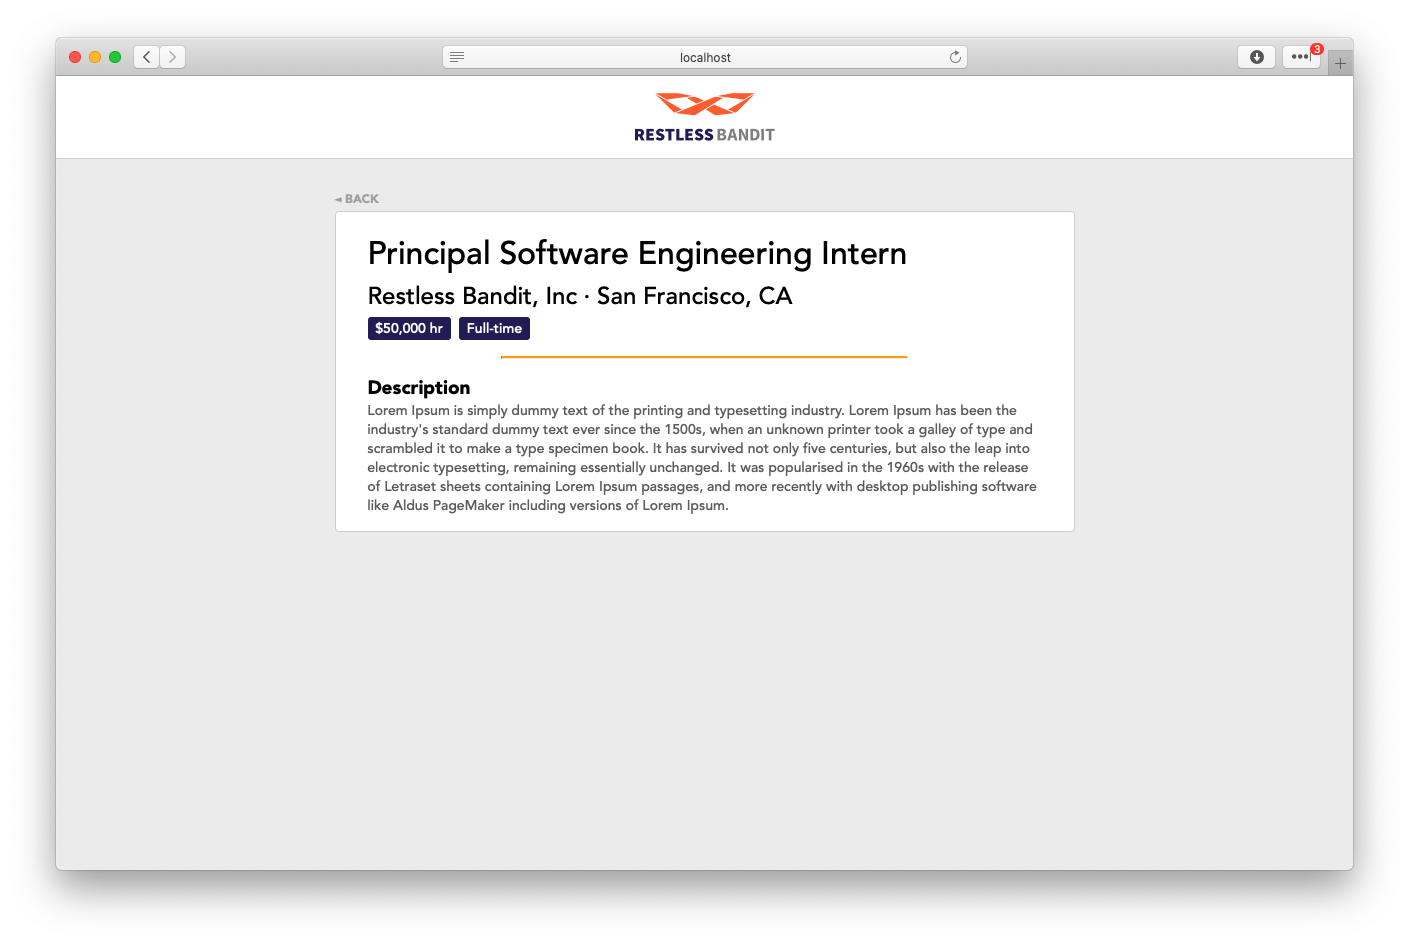 localhost
3
RESTLESS BANDIT
◄ BACK
Principal Software Engineering Intern
Restless Bandit, Inc · San Francisco, CA
$50,000 hr Full-time
Description
Lorem Ipsum is simply dummy text of the printing and typesetting industry. Lorem Ipsum has been the
industry's standard dummy text ever since the 1500s, when an unknown printer took a galley of type and
scrambled it to make a type specimen book. It has survived not only five centuries, but also the leap into
electronic typesetting, remaining essentially unchanged. It was popularised in the 1960s with the release
of Letraset sheets containing Lorem Ipsum passages, and more recently with desktop publishing software
like Aldus PageMaker including versions of Lorem Ipsum.